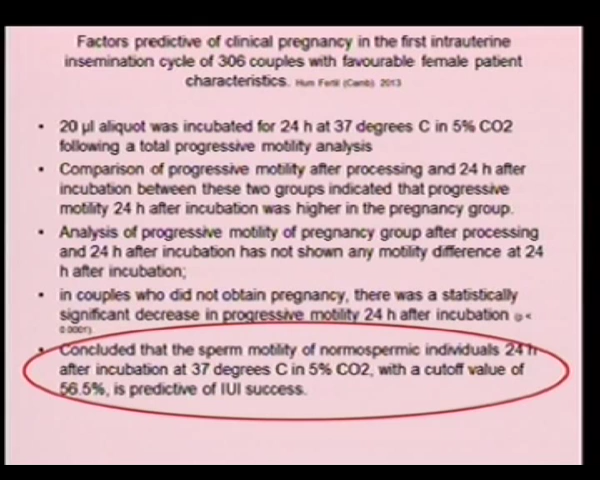 Factors predictive of clinical pregnancy in the first intrauterine
insemination cycle of 306 couples with favourable female patient
characteristics. Hum Fertil (Camb) 2013
• 20 µl aliquot was incubated for 24 h at 37 degrees C in 5% CO2
following a total progressive motility analysis
• Comparison of progressive motility after processing and 24 h after
incubation between these two groups indicated that progressive
motility 24 h after incubation was higher in the pregnancy group.
• Analysis of progressive motility of pregnancy group after processing
and 24 h after incubation has not shown any motility difference at 24
h after incubation;
• in couples who did not obtain pregnancy, there was a statistically
significant decrease in progressive motility 24 h after incubation (p <
0.0001).
• Concluded that the sperm motility of normospermic individuals 24 h
after incubation at 37 degrees C in 5% CO2, with a cutoff value of
56.5%, is predictive of IUI success.